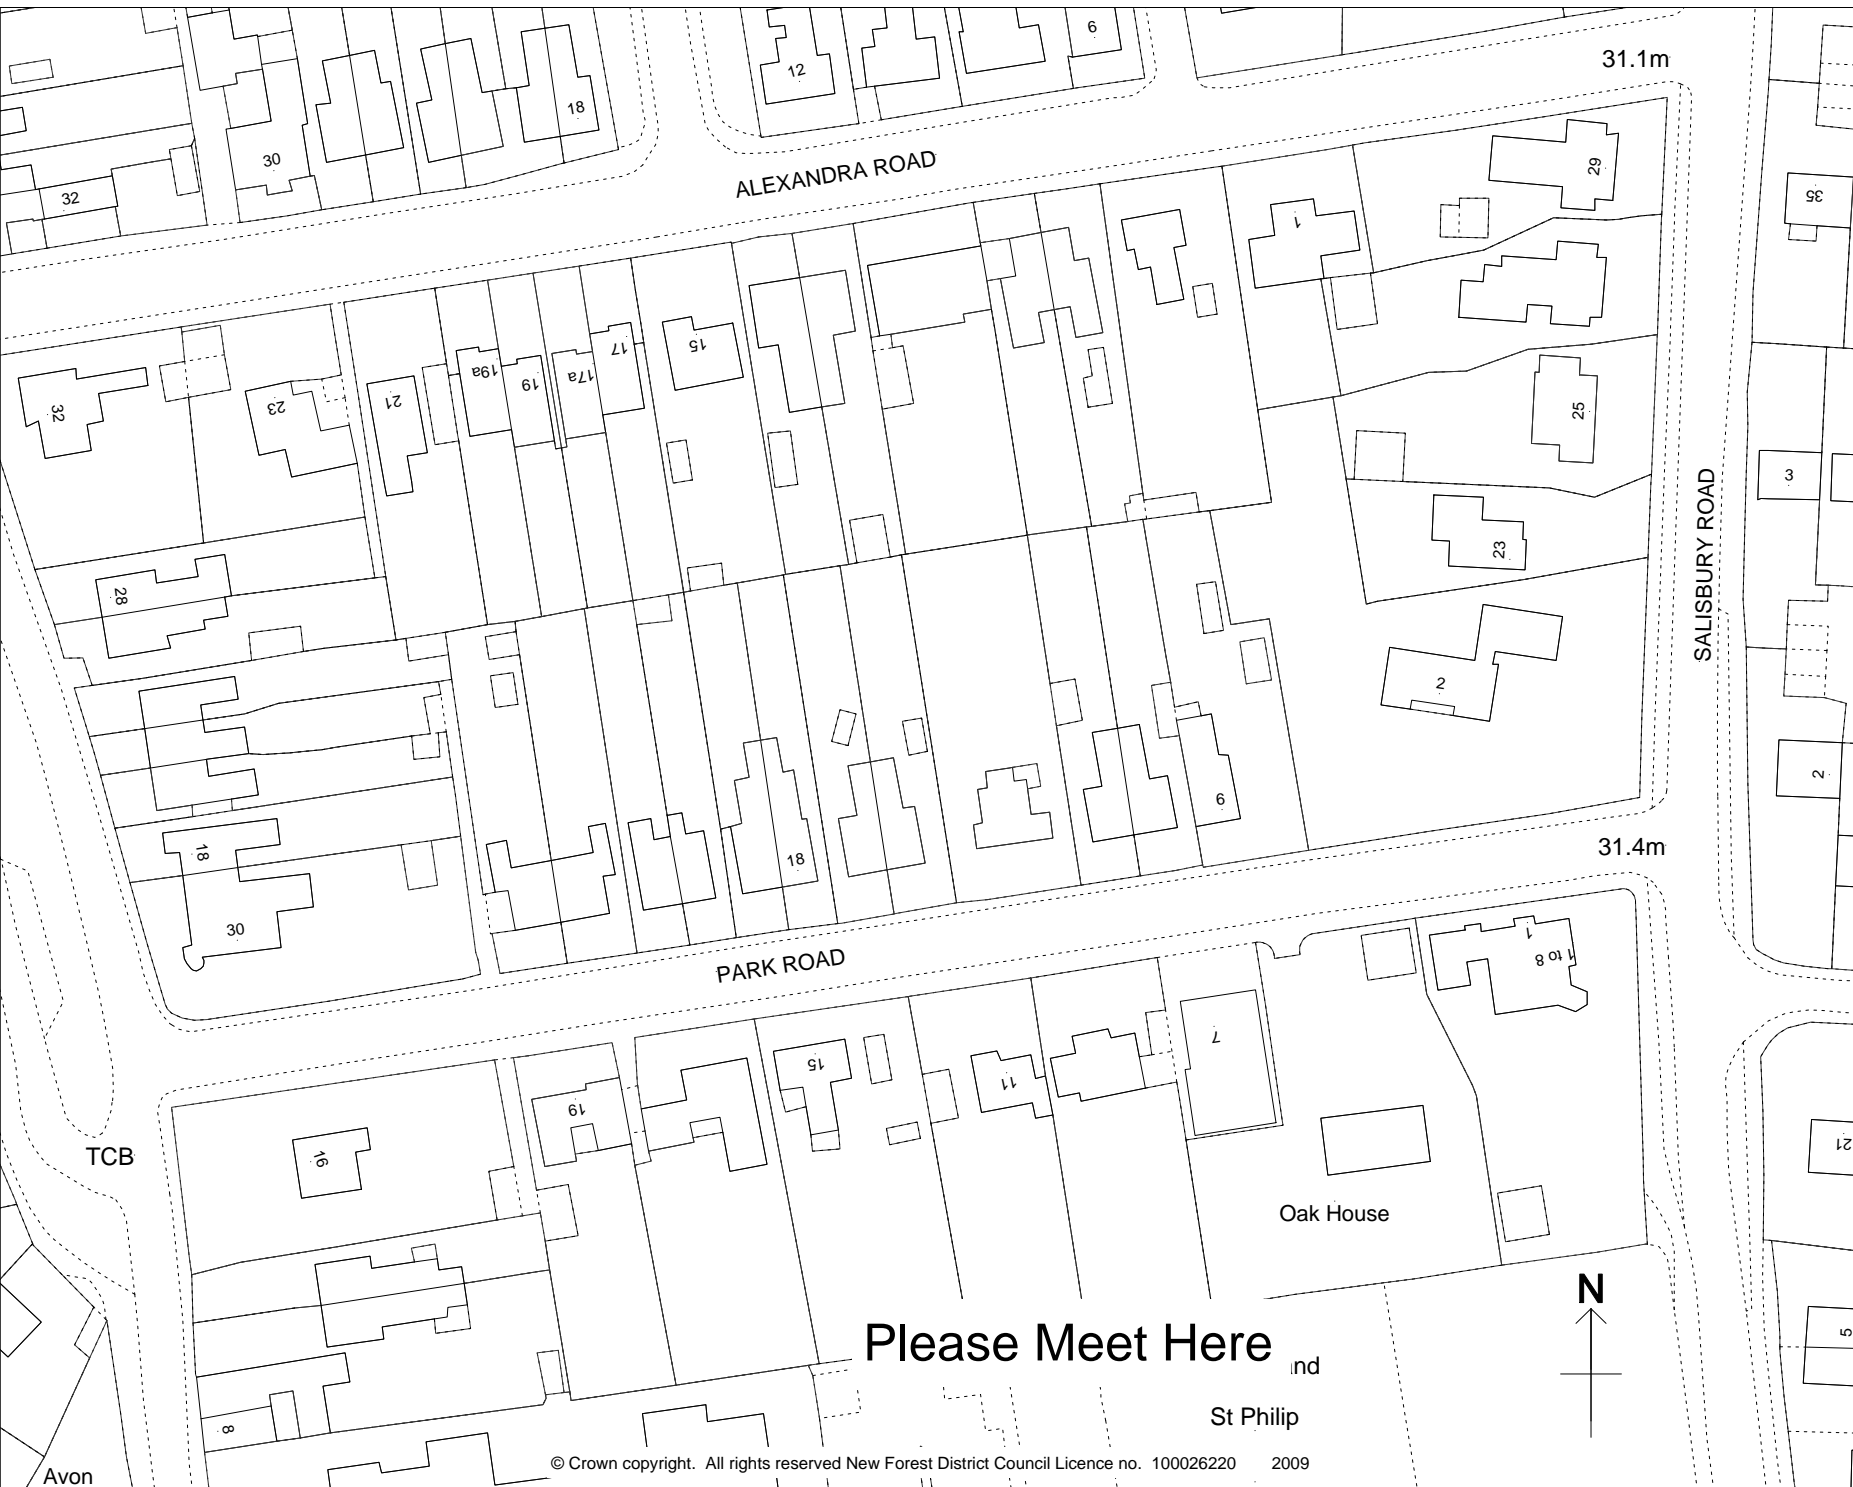 6
31.1m
12
18
30
29
32
ALEXANDRA ROAD
35
1
17
15
19a
17a
19
21
23
32
25
3
SALISBURY ROAD
23
28
2
2
6
31.4m
18
18
30
1
1 to 8
PARK ROAD
7
15
11
19
21
16
TCB
Oak House
N
5
Please Meet Here
nd
St Philip
8
© Crown copyright. All rights reserved New Forest District Council Licence no. 100026220 2009
Avon